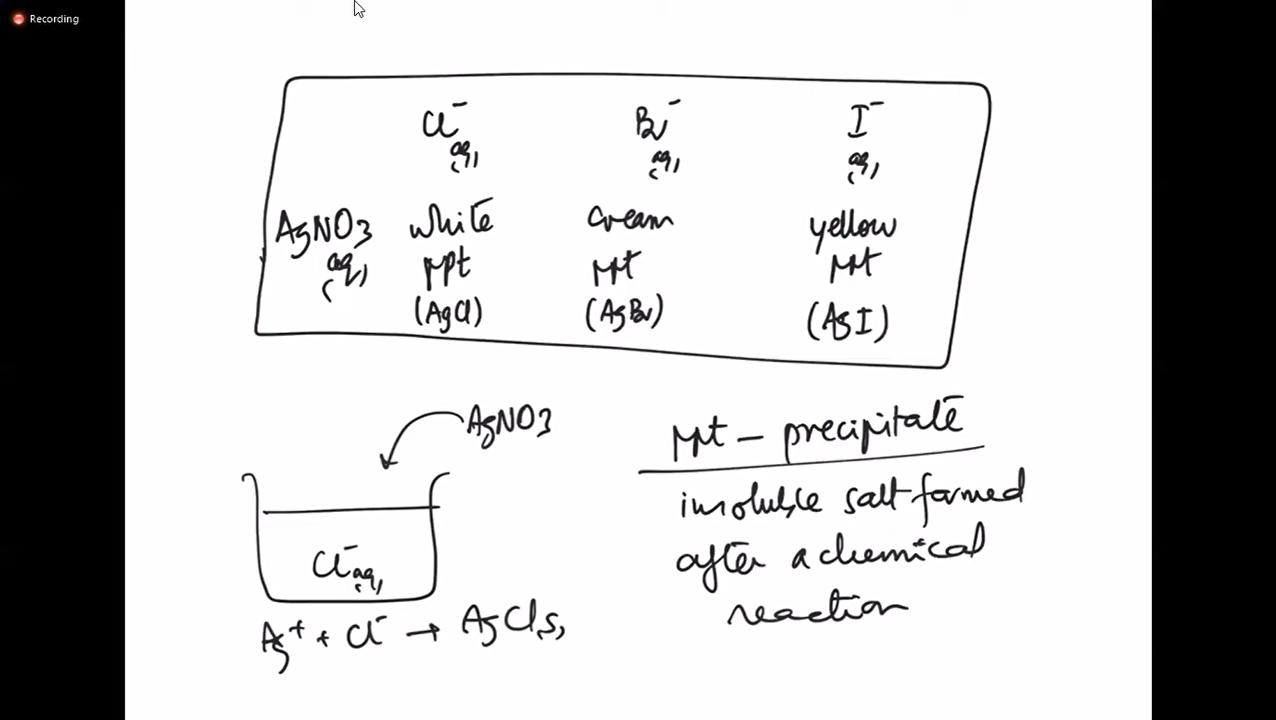 Recording
Cl⁻(aq) Br⁻(aq) I⁻(aq)
AgNO3(aq) white cream yellow
ppt ppt ppt
(AgCl) (AgBr) (AgI)
AgNO3
Cl⁻(aq)
Ag⁺ + Cl⁻ → AgCl(s)
ppt – precipitate
insoluble salt formed
after a chemical
reaction